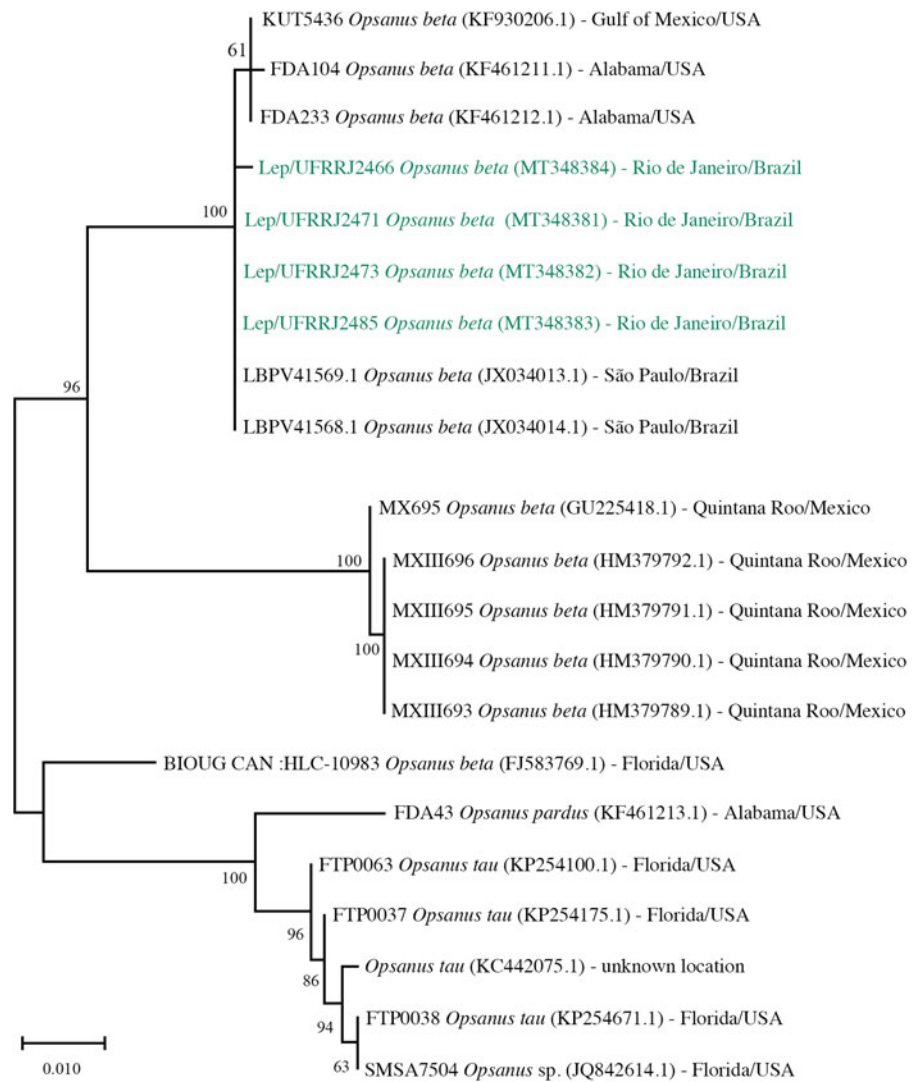 KUT5436 Opsanus beta (KF930206.1) - Gulf of Mexico/USA
61
FDA104 Opsanus beta (KF461211.1) - Alabama/USA
FDA233 Opsanus beta (KF461212.1) - Alabama/USA
Lep/UFRRJ2466 Opsanus beta (MT348384) - Rio de Janeiro/Brazil
100
Lep/UFRRJ2471 Opsanus beta (MT348381) - Rio de Janeiro/Brazil
Lep/UFRRJ2473 Opsanus beta (MT348382) - Rio de Janeiro/Brazil
Lep/UFRRJ2485 Opsanus beta (MT348383) - Rio de Janeiro/Brazil
LBPV41569.1 Opsanus beta (JX034013.1) - São Paulo/Brazil
96
LBPV41568.1 Opsanus beta (JX034014.1) - São Paulo/Brazil
MX695 Opsanus beta (GU225418.1) - Quintana Roo/Mexico
100
MXIII696 Opsanus beta (HM379792.1) - Quintana Roo/Mexico
MXIII695 Opsanus beta (HM379791.1) - Quintana Roo/Mexico
100
MXIII694 Opsanus beta (HM379790.1) - Quintana Roo/Mexico
MXIII693 Opsanus beta (HM379789.1) - Quintana Roo/Mexico
BIOUG CAN :HLC-10983 Opsanus beta (FJ583769.1) - Florida/USA
FDA43 Opsanus pardus (KF461213.1) - Alabama/USA
100
FTP0063 Opsanus tau (KP254100.1) - Florida/USA
96
FTP0037 Opsanus tau (KP254175.1) - Florida/USA
86
Opsanus tau (KC442075.1) - unknown location
94
FTP0038 Opsanus tau (KP254671.1) - Florida/USA
63
SMSA7504 Opsanus sp. (JQ842614.1) - Florida/USA
0.010